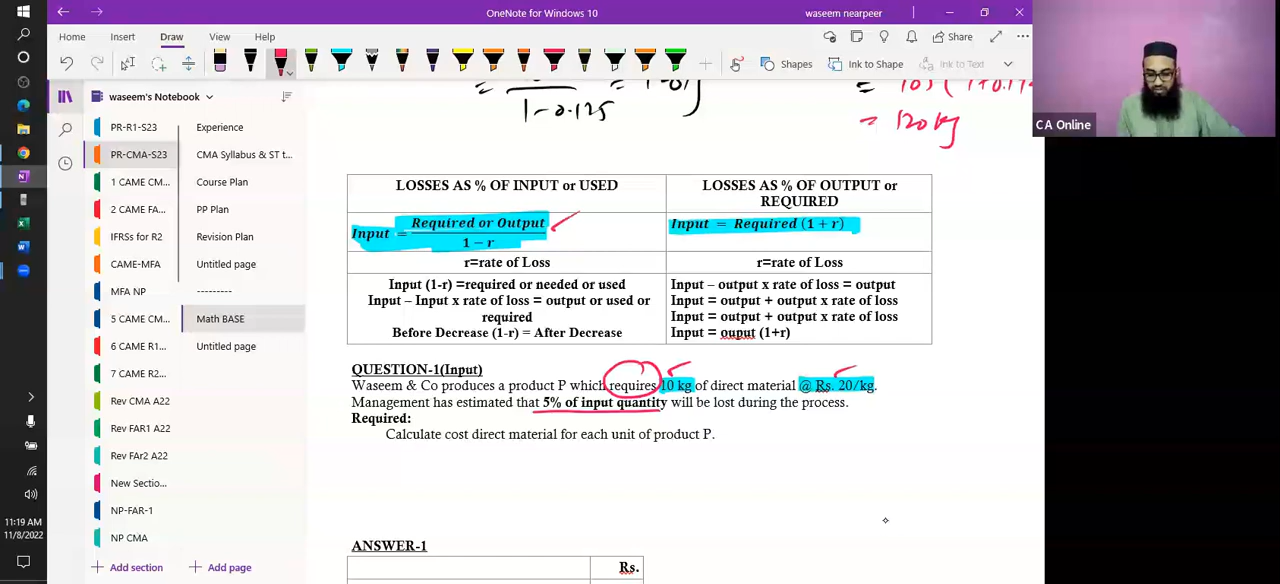 OneNote for Windows 10
waseem nearpeer
Home
Insert
Draw
View
Help
Share
Shapes
Ink to Shape
Ink to Text
waseem's Notebook
PR-R1-S23
PR-CMA-S23
1 CAME CM...
2 CAME FA...
IFRSs for R2
CAME-MFA
MFA NP
5 CAME CM...
6 CAME R1...
7 CAME R2...
Rev CMA A22
Rev FAR1 A22
Rev FAr2 A22
New Sectio...
NP-FAR-1
NP CMA
Add section
Experience
CMA Syllabus & ST t...
Course Plan
PP Plan
Revision Plan
Untitled page
---------
Math BASE
Untitled page
Add page
11:19 AM
11/8/2022
CA Online
1-0.125
= 120 kg
LOSSES AS % OF INPUT or USED
LOSSES AS % OF OUTPUT or REQUIRED
Input = Required or Output / 1 − r
Input = Required (1 + r)
r=rate of Loss
r=rate of Loss
Input (1-r) =required or needed or used
Input – Input x rate of loss = output or used or
required
Before Decrease (1-r) = After Decrease
Input – output x rate of loss = output
Input = output + output x rate of loss
Input = output + output x rate of loss
Input = ouput (1+r)
QUESTION-1(Input)
Waseem & Co produces a product P which requires 10 kg of direct material @ Rs. 20/kg.
Management has estimated that 5% of input quantity will be lost during the process.
Required:
Calculate cost direct material for each unit of product P.
ANSWER-1
Rs.